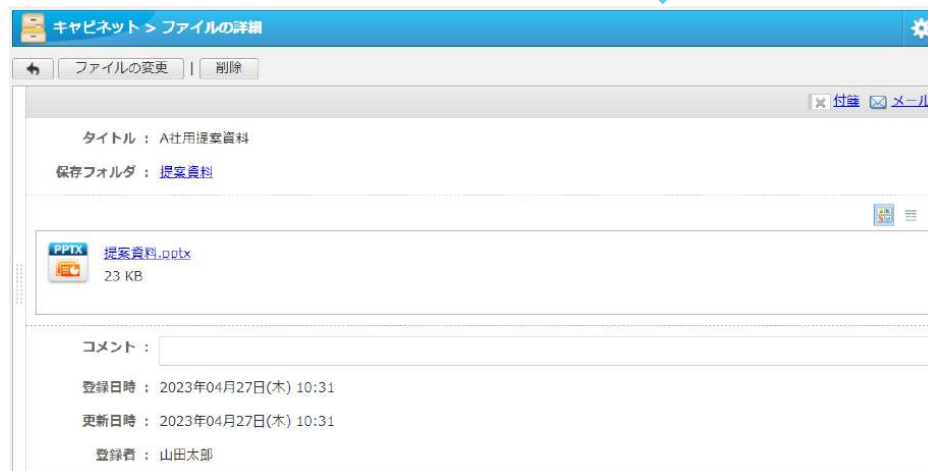 キャビネット > ファイルの詳細
ファイルの変更 | 削除
付箋 メール
タイトル : A社用提案資料
保存フォルダ : 提案資料
PPTX 提案資料.pptx
23 KB
コメント :
登録日時 : 2023年04月27日(木) 10:31
更新日時 : 2023年04月27日(木) 10:31
登録者 : 山田太郎